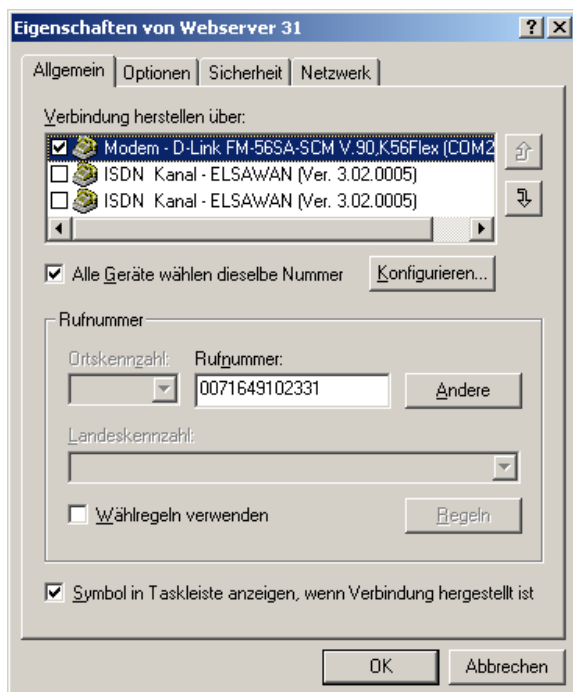 Eigenschaften von Webserver 31
Allgemein Optionen Sicherheit Netzwerk
Verbindung herstellen über:
Modem - D-Link FM-56SA-SCM V.90,K56Flex (COM2
ISDN Kanal - ELSAWAN (Ver. 3.02.0005)
ISDN Kanal - ELSAWAN (Ver. 3.02.0005)
Alle Geräte wählen dieselbe Nummer Konfigurieren...
Rufnummer
Ortskennzahl: Rufnummer:
0071649102331 Andere
Landeskennzahl:
Wählregeln verwenden Regeln
Symbol in Taskleiste anzeigen, wenn Verbindung hergestellt ist
OK Abbrechen